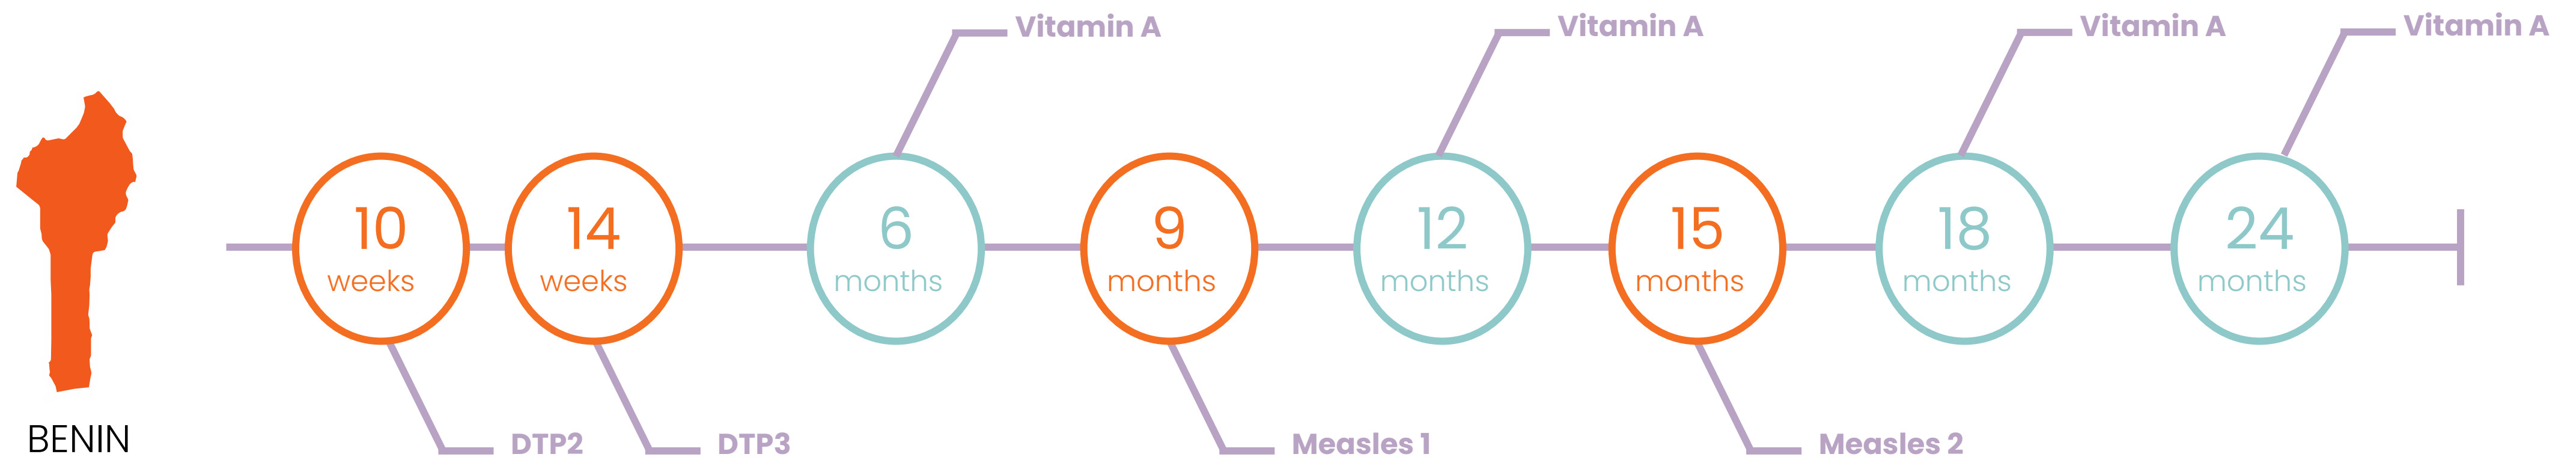 Vitamin A
Vitamin A
Vitamin A
Vitamin A
10
weeks
14
weeks
6
months
9
months
12
months
15
months
18
months
24
months
BENIN
DTP2
DTP3
Measles 1
Measles 2